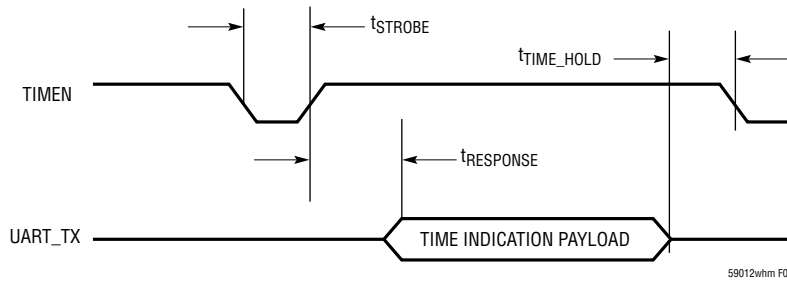 tSTROBE
tTIME_HOLD
TIMEN
tRESPONSE
UART_TX
TIME INDICATION PAYLOAD
59012whm F0